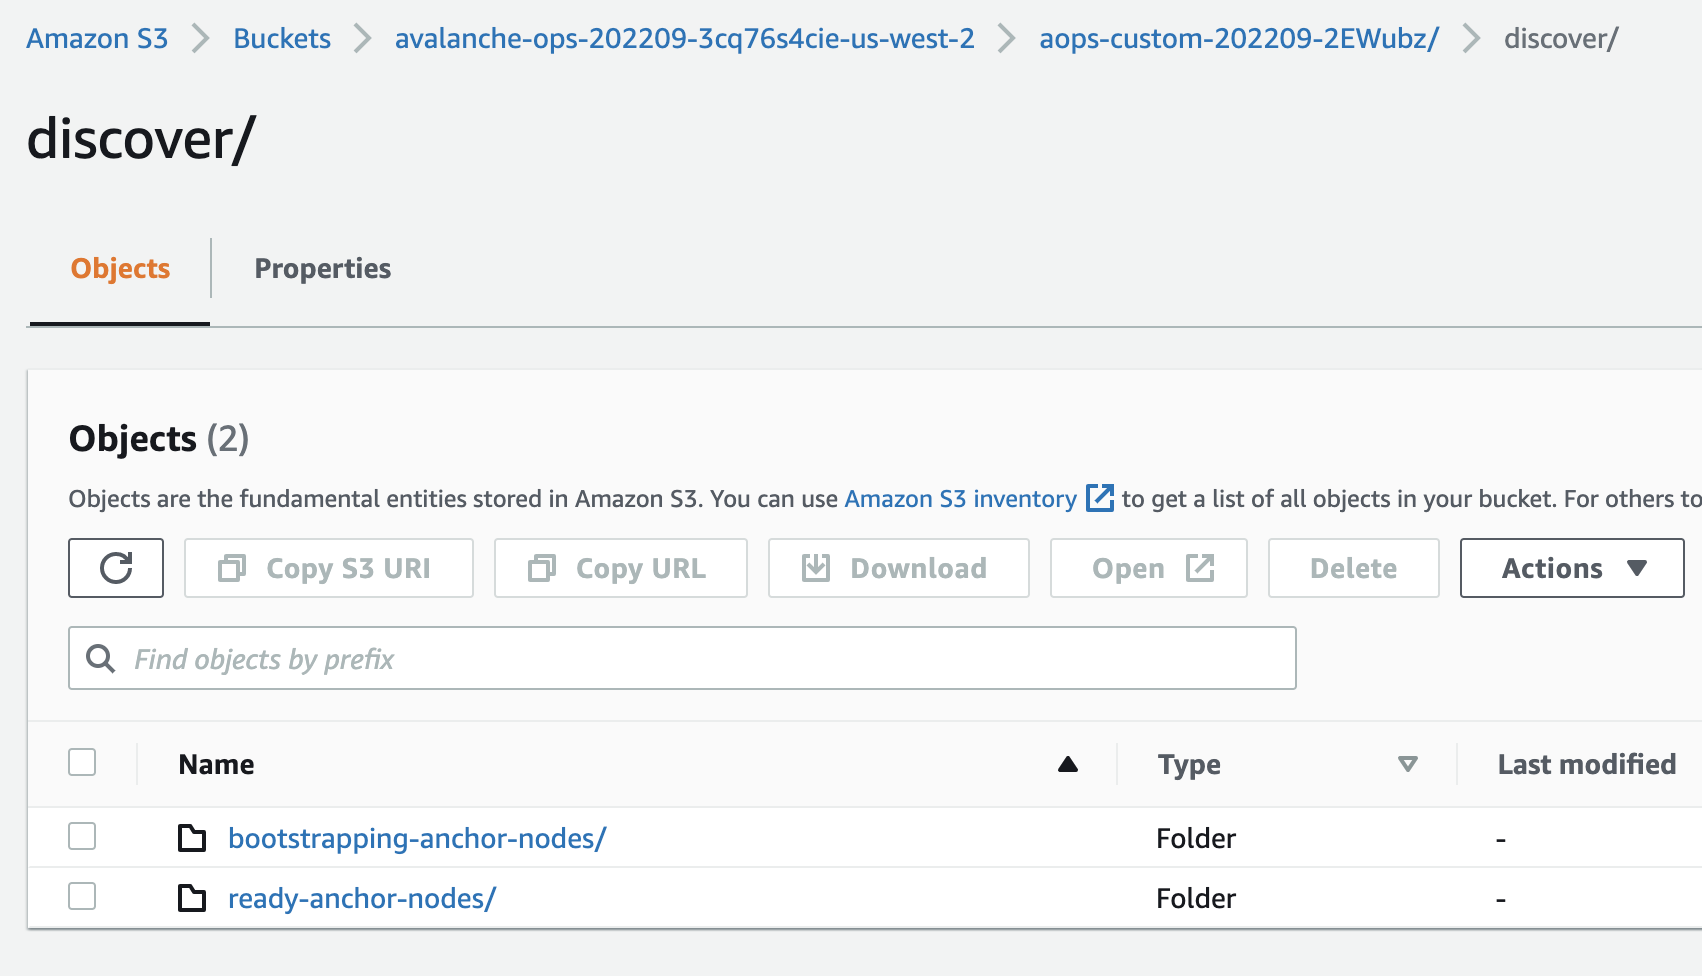 Amazon S3 > Buckets > avalanche-ops-202209-3cq76s4cie-us-west-2 > aops-custom-202209-2EWubz/ > discover/
discover/
Objects Properties
Objects (2)
Objects are the fundamental entities stored in Amazon S3. You can use Amazon S3 inventory to get a list of all objects in your bucket. For others to
Copy S3 URI Copy URL Download Open Delete Actions
Find objects by prefix
Name Type Last modified
bootstrapping-anchor-nodes/ Folder -
ready-anchor-nodes/ Folder -